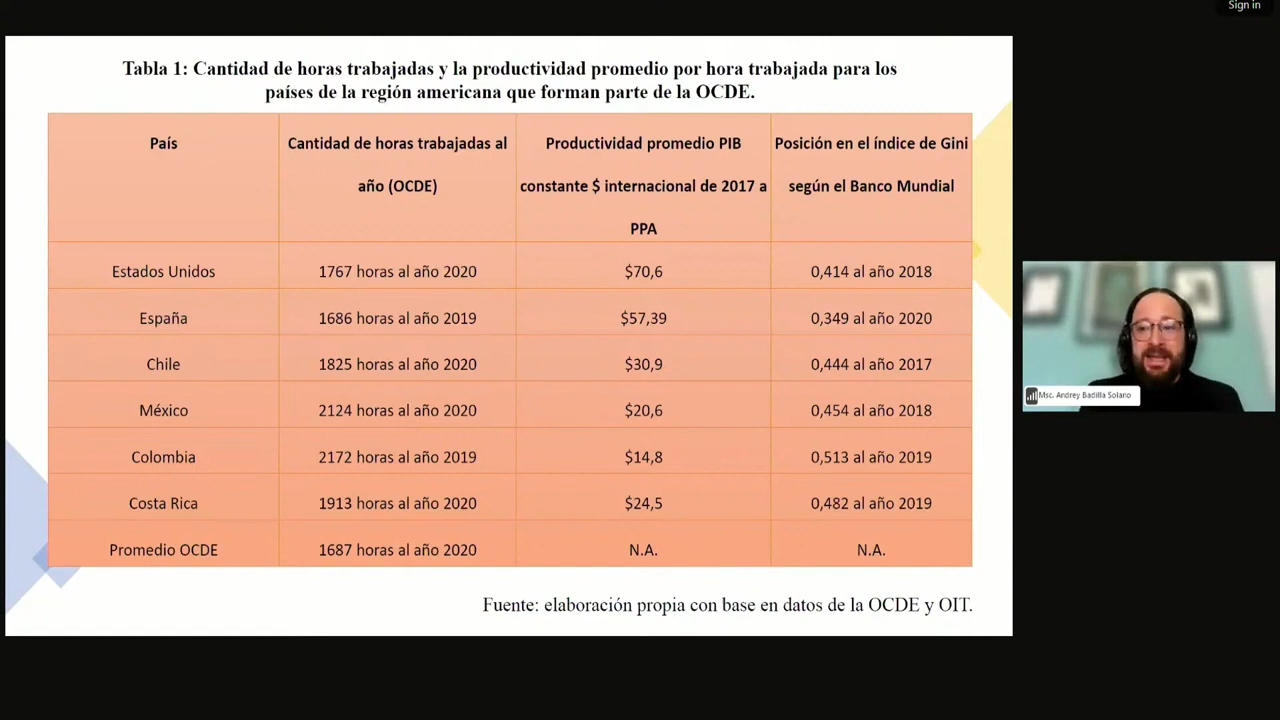 Sign in
Tabla 1: Cantidad de horas trabajadas y la productividad promedio por hora trabajada para los
países de la región americana que forman parte de la OCDE.
País
Cantidad de horas trabajadas al
año (OCDE)
Productividad promedio PIB
constante $ internacional de 2017 a
PPA
Posición en el índice de Gini
según el Banco Mundial
Estados Unidos 1767 horas al año 2020 $70,6 0,414 al año 2018
España 1686 horas al año 2019 $57,39 0,349 al año 2020
Chile 1825 horas al año 2020 $30,9 0,444 al año 2017
México 2124 horas al año 2020 $20,6 0,454 al año 2018
Colombia 2172 horas al año 2019 $14,8 0,513 al año 2019
Costa Rica 1913 horas al año 2020 $24,5 0,482 al año 2019
Promedio OCDE 1687 horas al año 2020 N.A. N.A.
Fuente: elaboración propia con base en datos de la OCDE y OIT.
Msc. Andrey Badilla Solano